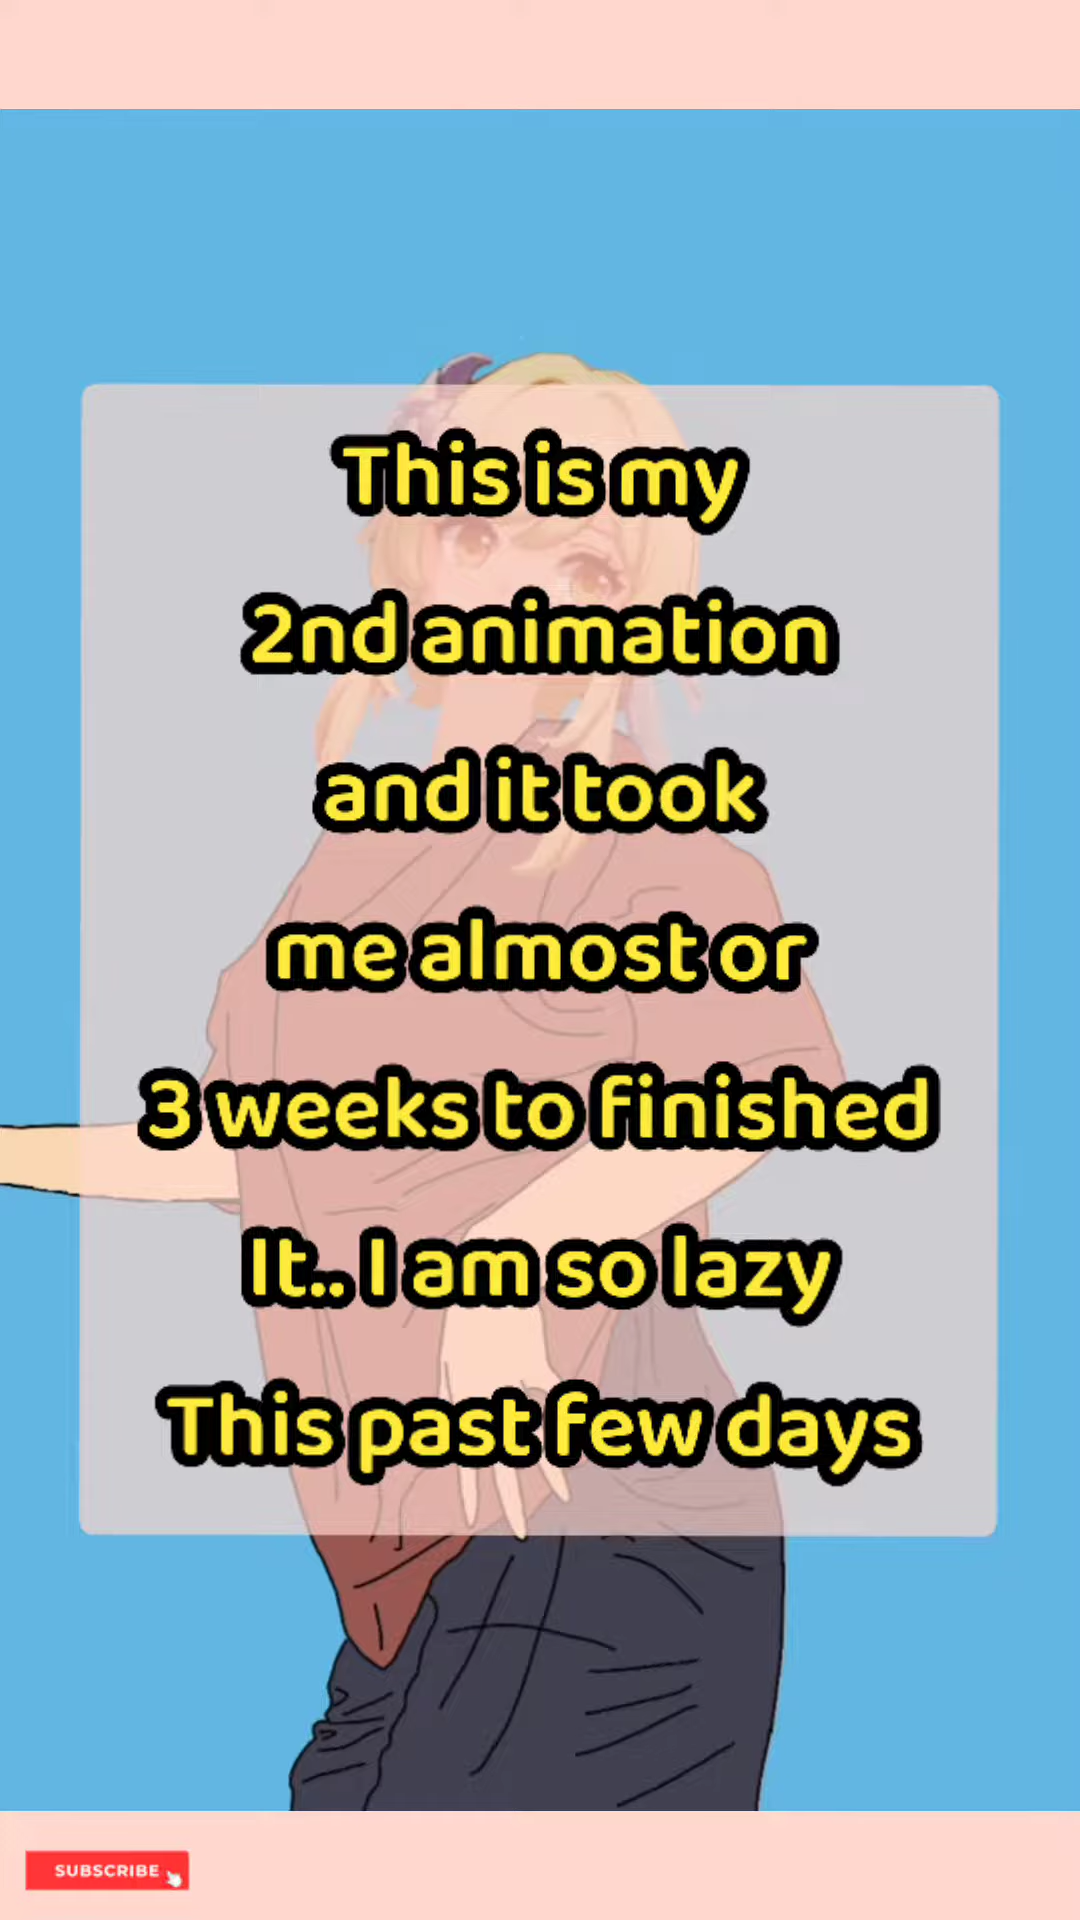 This is my
2nd animation
and it took
me almost or
3 weeks to finished
It.. I am so lazy
This past few days
SUBSCRIBE